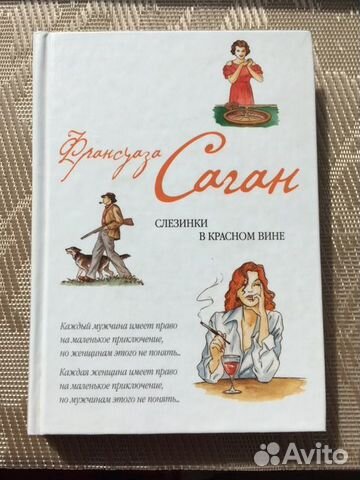 Франсуаза
Саган
СЛЕЗИНКИ
В КРАСНОМ ВИНЕ
Каждый мужчина имеет право
на маленькое приключение,
но женщинам этого не понять...
Каждая женщина имеет право
на маленькое приключение,
но мужчинам этого не понять...
Avito